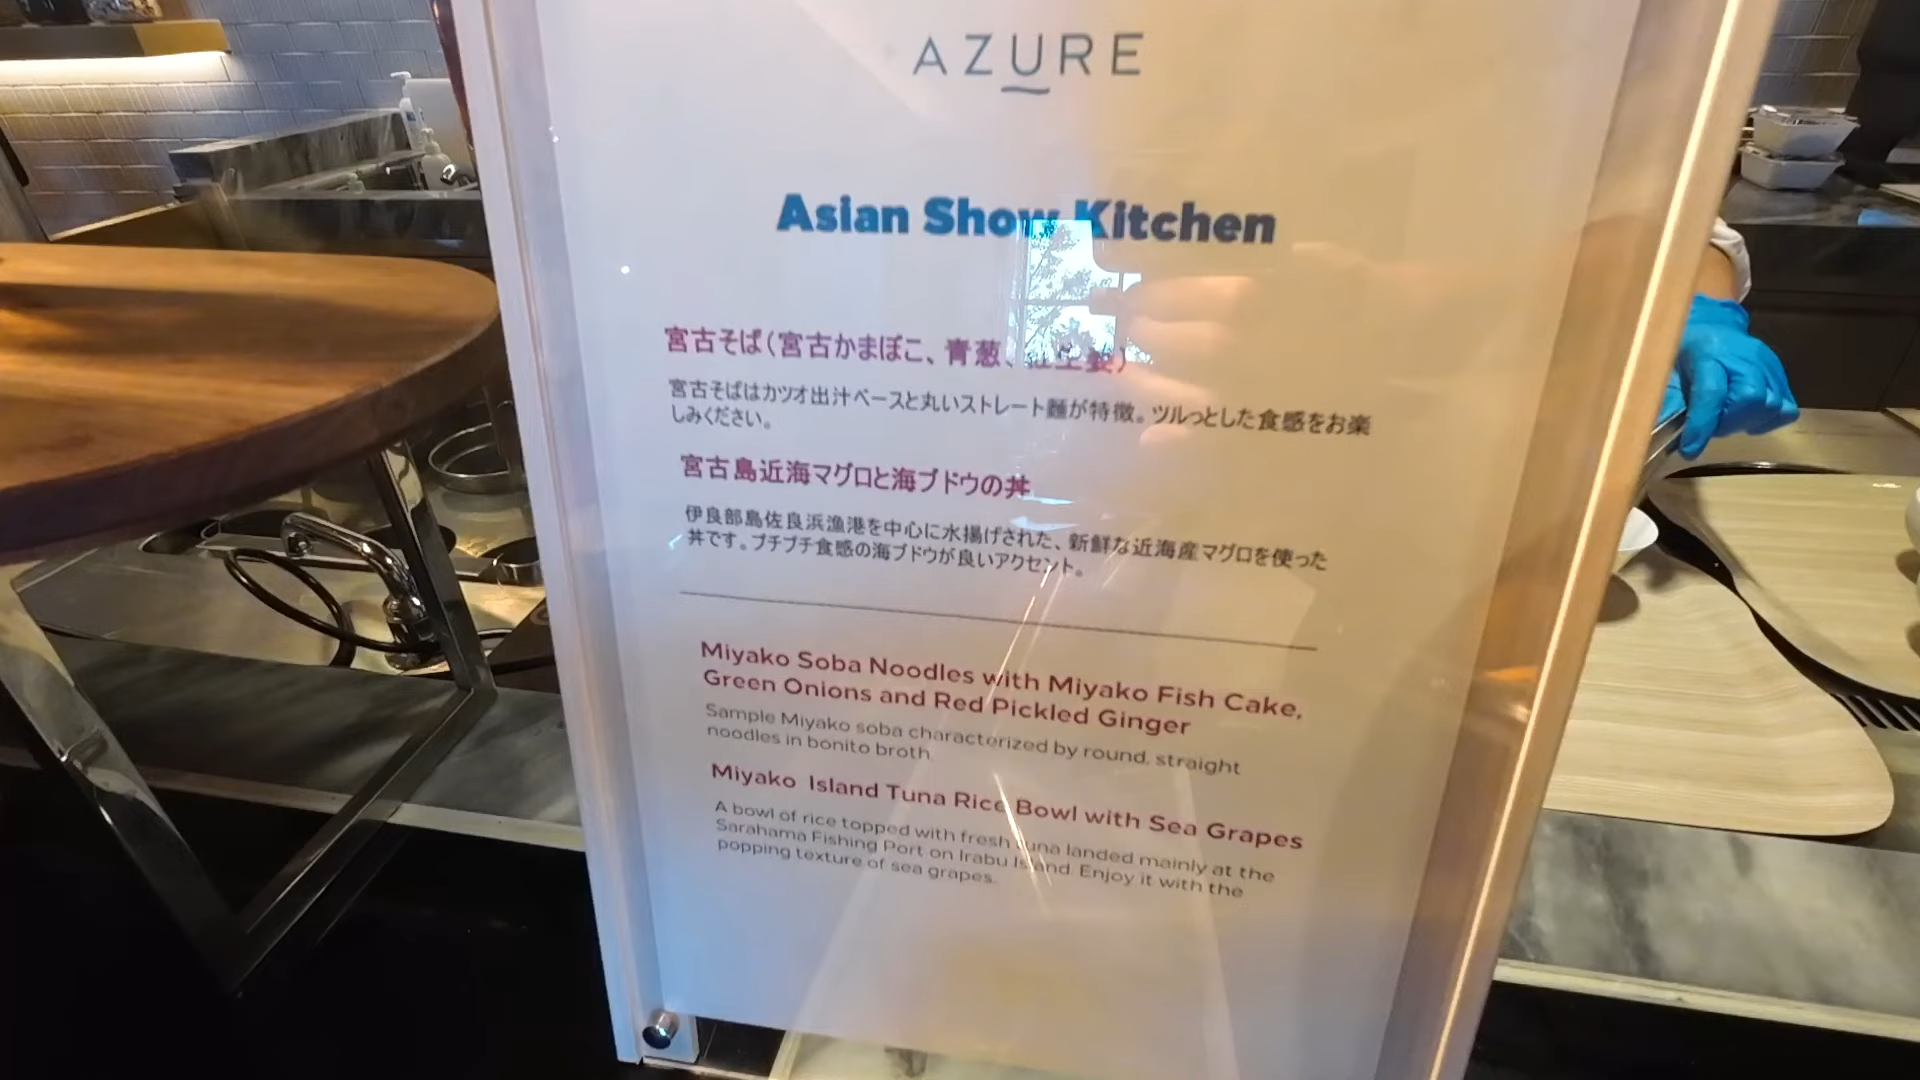 AZURE
Asian Show Kitchen
宮古そば(宮古かまぼこ、青葱、紅生姜)
宮古そばはカツオ出汁ベースと丸いストレート麺が特徴。ツルっとした食感をお楽
しみください。
宮古島近海マグロと海ブドウの丼
伊良部島佐良浜漁港を中心に水揚げされた、新鮮な近海産マグロを使った
丼です。プチプチ食感の海ブドウが良いアクセント。
Miyako Soba Noodles with Miyako Fish Cake,
Green Onions and Red Pickled Ginger
Sample Miyako soba characterized by round, straight
noodles in bonito broth.
Miyako Island Tuna Rice Bowl with Sea Grapes
A bowl of rice topped with fresh tuna landed mainly at the
Sarahama Fishing Port on Irabu Island. Enjoy it with the
popping texture of sea grapes.